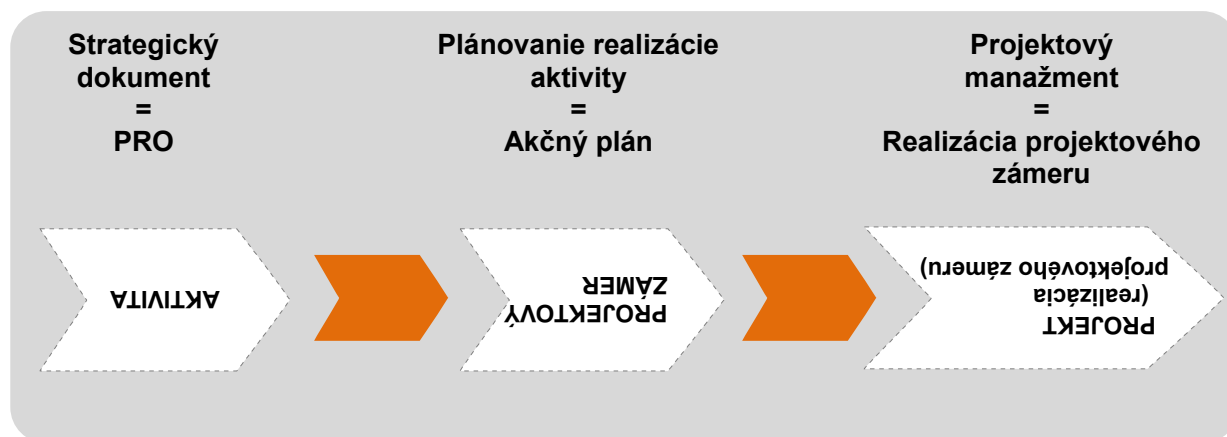 Strategický
dokument
=
PRO
Plánovanie realizácie
aktivity
=
Akčný plán
Projektový
manažment
=
Realizácia projektového
zámeru
AKTIVITA
PROJEKTOVÝ
ZÁMER
PROJEKT
(realizácia
projektového zámeru)